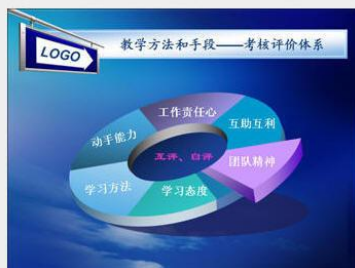 LOGO
教学方法和手段——考核评价体系
工作责任心
互助互利
团队精神
学习态度
学习方法
动手能力
互评、自评